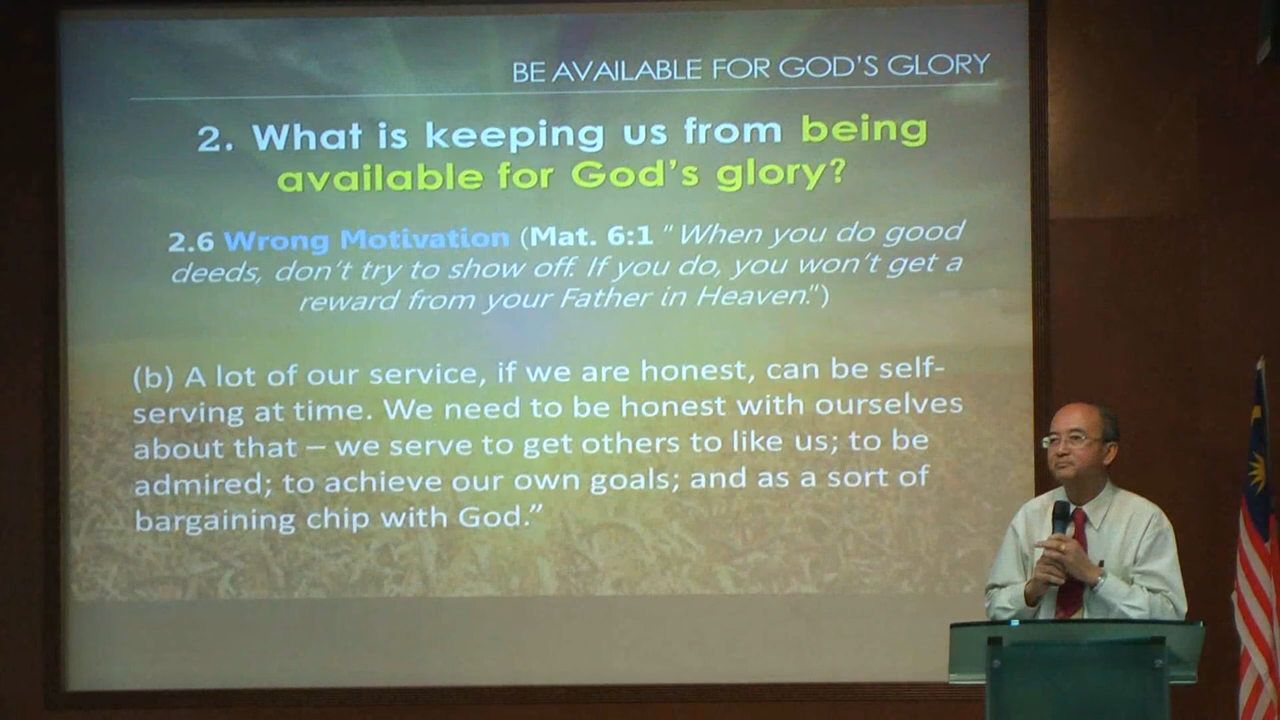 BE AVAILABLE FOR GOD'S GLORY
2. What is keeping us from being
available for God's glory?
2.6 Wrong Motivation (Mat. 6:1 "When you do good
deeds, don't try to show off. If you do, you won't get a
reward from your Father in Heaven.")
(b) A lot of our service, if we are honest, can be self-
serving at time. We need to be honest with ourselves
about that – we serve to get others to like us; to be
admired; to achieve our own goals; and as a sort of
bargaining chip with God.”